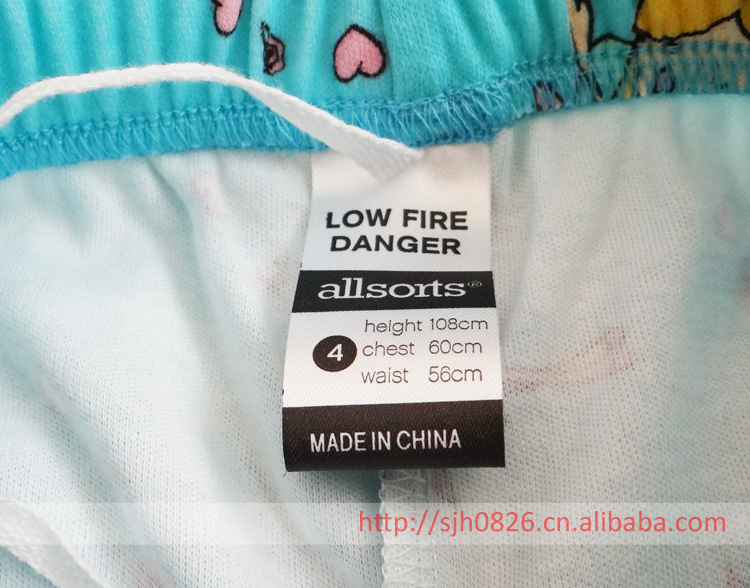 LOW FIRE
DANGER
allsorts®
height 108cm
4 chest 60cm
waist 56cm
MADE IN CHINA
http://sjh0826.cn.alibaba.com